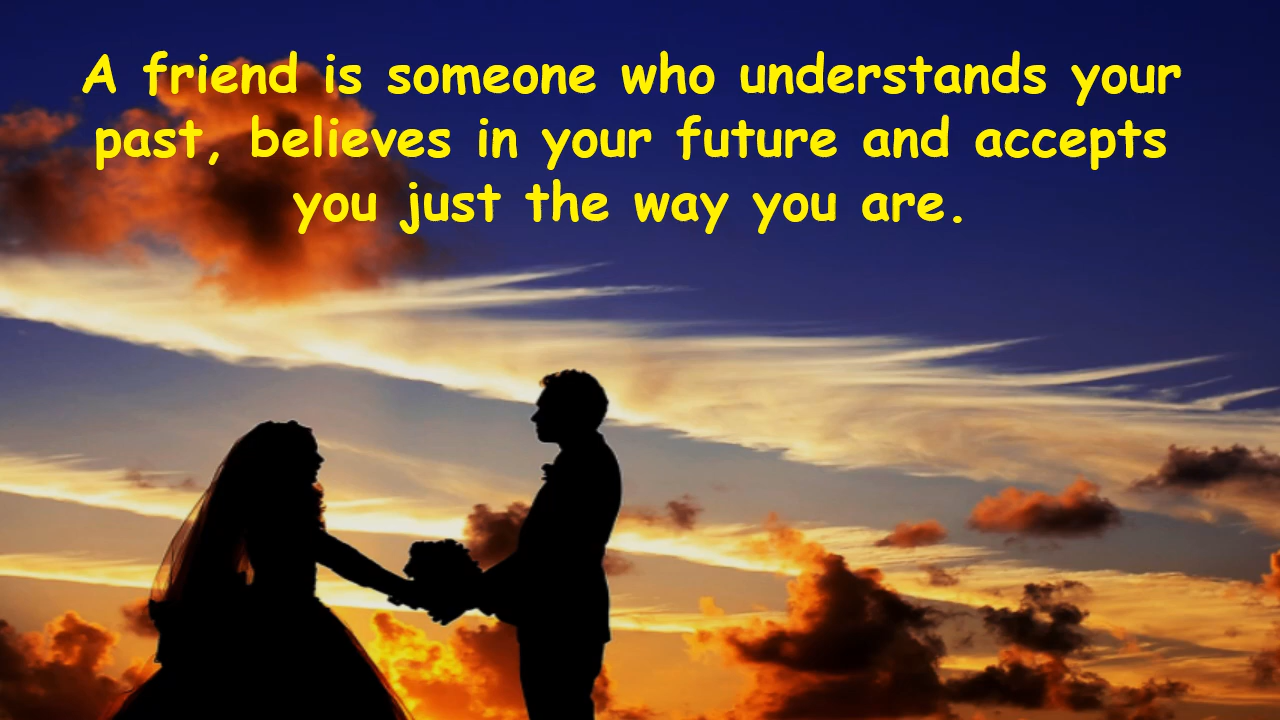 A friend is someone who understands your
past, believes in your future and accepts
you just the way you are.